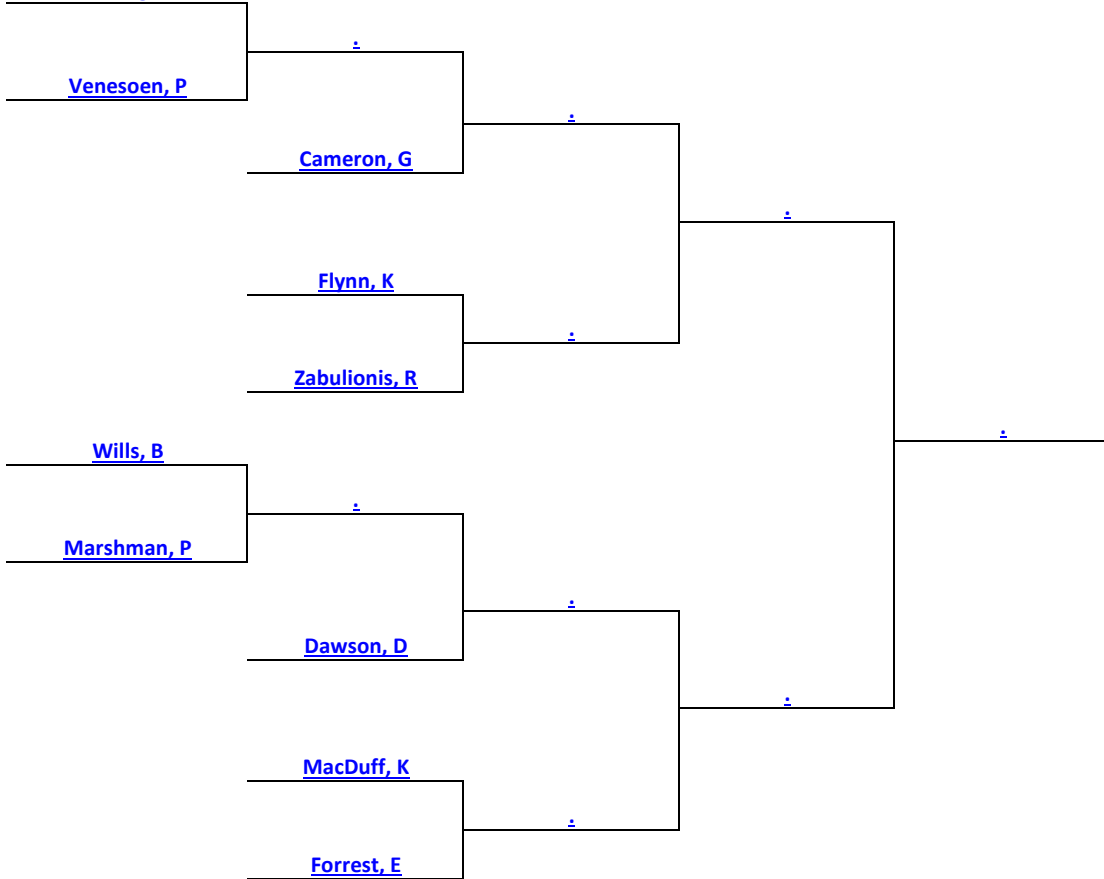 .
Venesoen, P
.
Cameron, G
.
Flynn, K
.
Zabulionis, R
.
Wills, B
.
Marshman, P
.
Dawson, D
.
MacDuff, K
.
Forrest, E